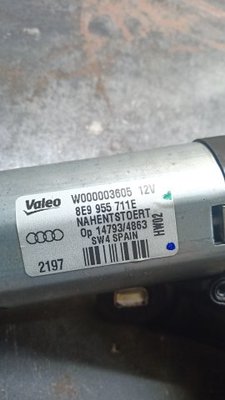 Valeo W000003605 12V
8E9 955 711E
NAHENTSTOERT
Op 14793/4863
SW4 SPAIN
HW02
2197